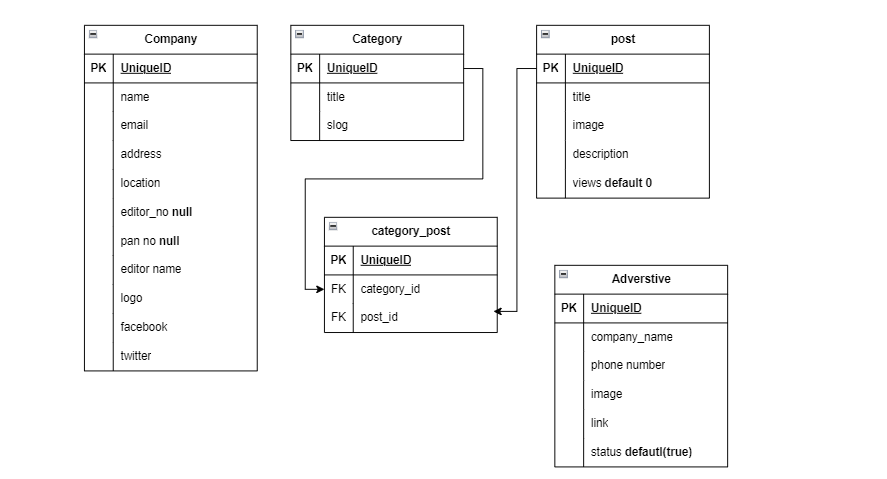 Company
PK UniqueID
name
email
address
location
editor_no null
pan no null
editor name
logo
facebook
twitter
Category
PK UniqueID
title
slog
post
PK UniqueID
title
image
description
views default 0
category_post
PK UniqueID
FK category_id
FK post_id
Adverstive
PK UniqueID
company_name
phone number
image
link
status defautl(true)